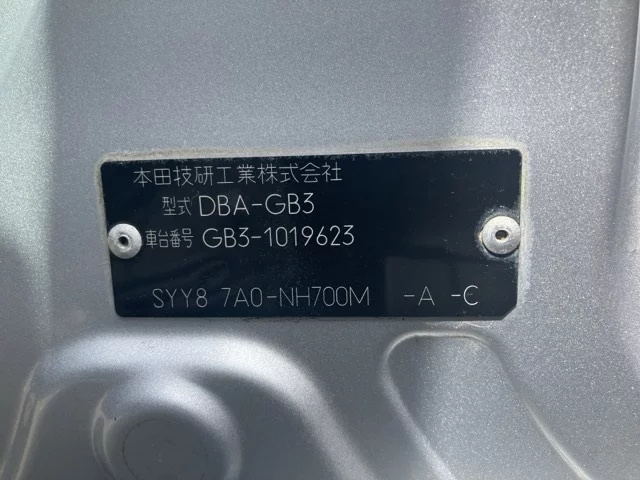 本田技研工業株式会社
型式 DBA-GB3
車台番号 GB3-1019623
SYY8 7A0-NH700M -A -C